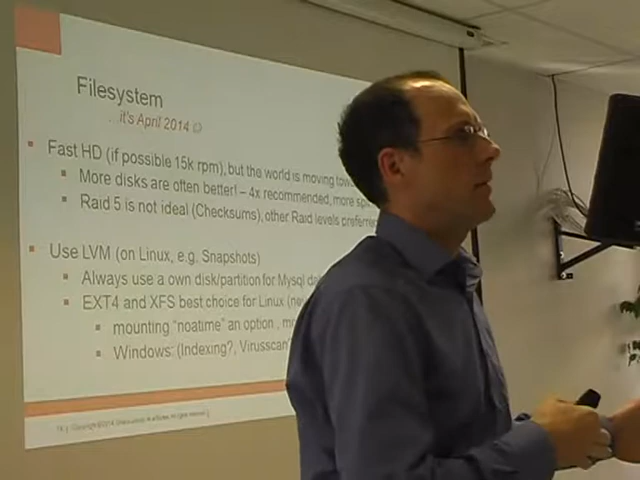 Filesystem
.. it's April 2014 ☺
Fast HD (if possible 15k rpm), but the world is moving
More disks are often better! – 4x recommended, more
Raid 5 is not ideal (Checksums), other Raid levels
Use LVM (on Linux, e.g. Snapshots)
Always use a own disk/partition for Mysql
EXT4 and XFS best choice for Linux
mounting "noatime" an option ,
Windows: (Indexing?, Virusscan